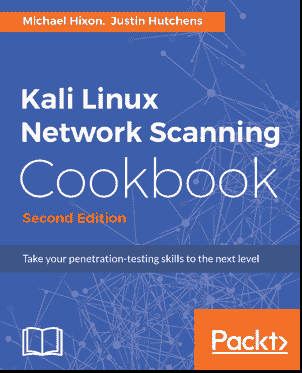 Michael Hixon, Justin Hutchens
Kali Linux
Network Scanning
Cookbook
Second Edition
Take your penetration-testing skills to the next level
Packt>